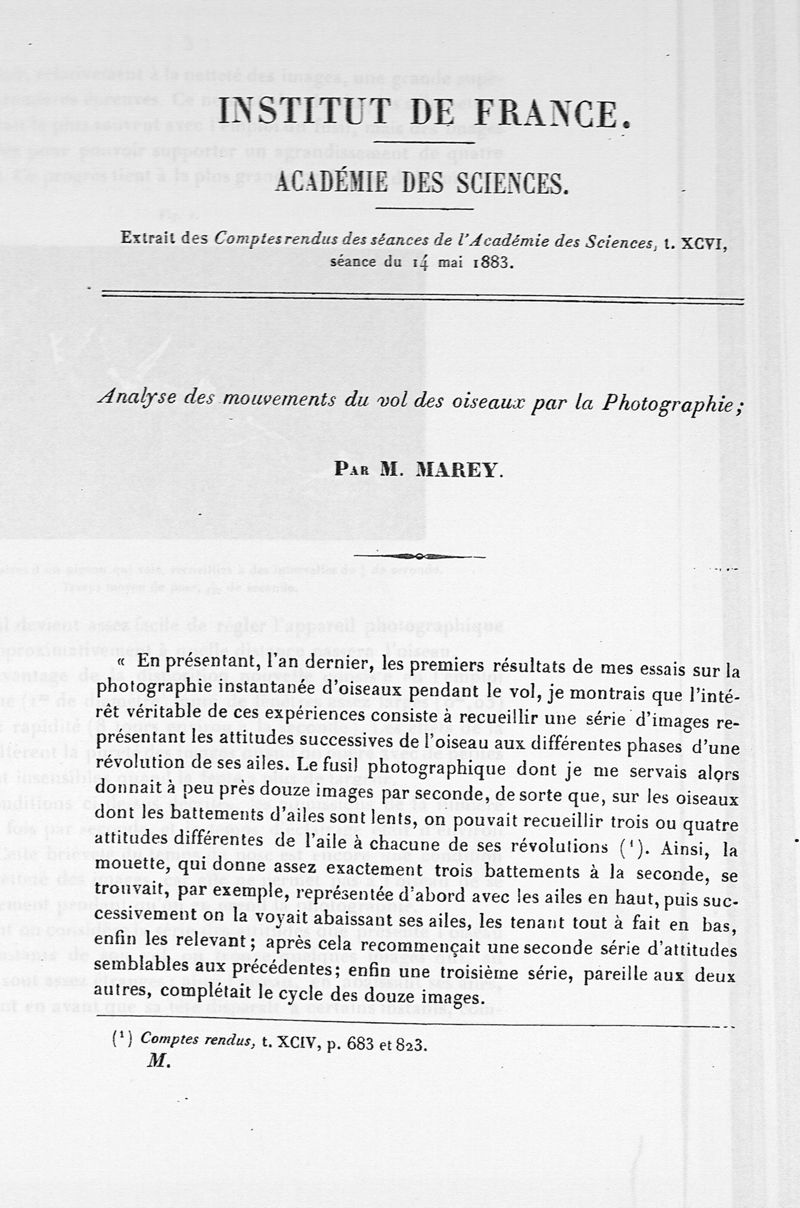 INSTITUT DE FRANCE.
ACADÉMIE DES SCIENCES.
Extrait des Comptes rendus des séances de l'Académie des Sciences, t. XCVI,
séance du 14 mai 1883.
Analyse des mouvements du vol des oiseaux par la Photographie;
PAR M. MAREY.
« En présentant, l'an dernier, les premiers résultats de mes essais sur la
photographie instantanée d'oiseaux pendant le vol, je montrais que l'inté-
rêt véritable de ces expériences consiste à recueillir une série d'images re-
présentant les attitudes successives de l'oiseau aux différentes phases d'une
révolution de ses ailes. Le fusil photographique dont je me servais alors
donnait à peu près douze images par seconde, de sorte que, sur les oiseaux
dont les battements d'ailes sont lents, on pouvait recueillir trois ou quatre
attitudes différentes de l'aile à chacune de ses révolutions (¹). Ainsi, la
mouette, qui donne assez exactement trois battements à la seconde, se
trouvait, par exemple, représentée d'abord avec les ailes en haut, puis suc-
cessivement on la voyait abaissant ses ailes, les tenant tout à fait en bas,
enfin les relevant; après cela recommençait une seconde série d'attitudes
semblables aux précédentes; enfin une troisième série, pareille aux deux
autres, complétait le cycle des douze images.
(¹) Comptes rendus, t. XCIV, p. 683 et 823.
M.